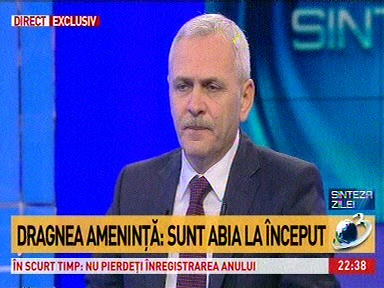 DIRECT EXCLUSIV
SINT
SINTEZA
ZILEI
DRAGNEA AMENINȚĂ: SUNT ABIA LA ÎNCEPUT
ÎN SCURT TIMP: NU PIERDEȚI ÎNREGISTRAREA ANULUI
22:38